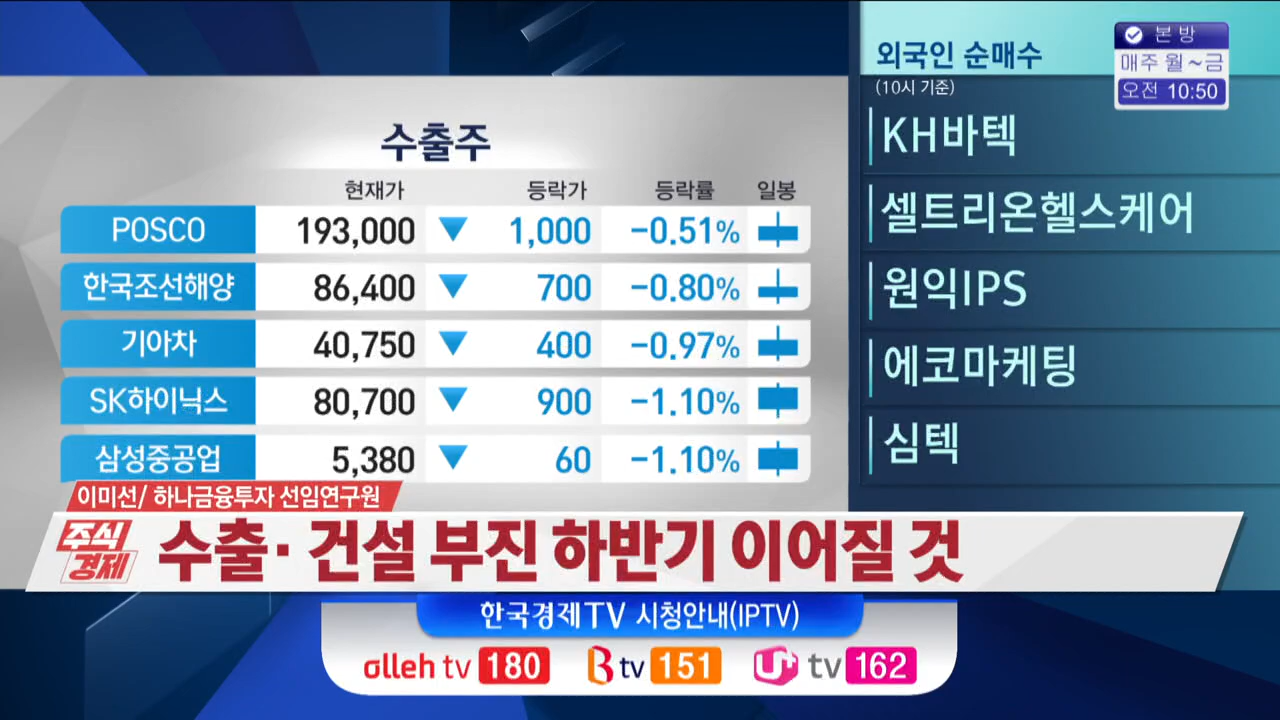 수출주
현재가 등락가 등락률 일봉
POSCO 193,000 ▼ 1,000 -0.51%
한국조선해양 86,400 ▼ 700 -0.80%
기아차 40,750 ▼ 400 -0.97%
SK하이닉스 80,700 ▼ 900 -1.10%
삼성중공업 5,380 ▼ 60 -1.10%
외국인 순매수
(10시 기준)
KH바텍
셀트리온헬스케어
원익IPS
에코마케팅
심텍
본 방
매주 월~금
오전 10:50
이미선/ 하나금융투자 선임연구원
주식
경제
수출· 건설 부진 하반기 이어질 것
한국경제TV 시청안내(IPTV)
olleh tv 180 B tv 151 U+ tv 162